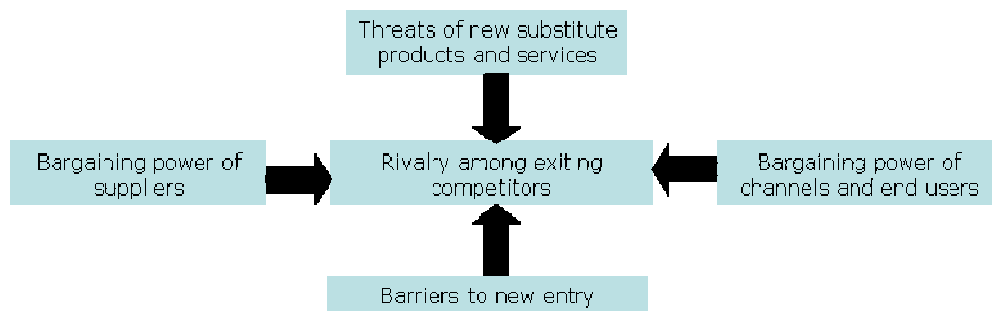 Threats of new substitute
products and services
Bargaining power of
suppliers
Rivalry among exiting
competitors
Bargaining power of
channels and end users
Barriers to new entry